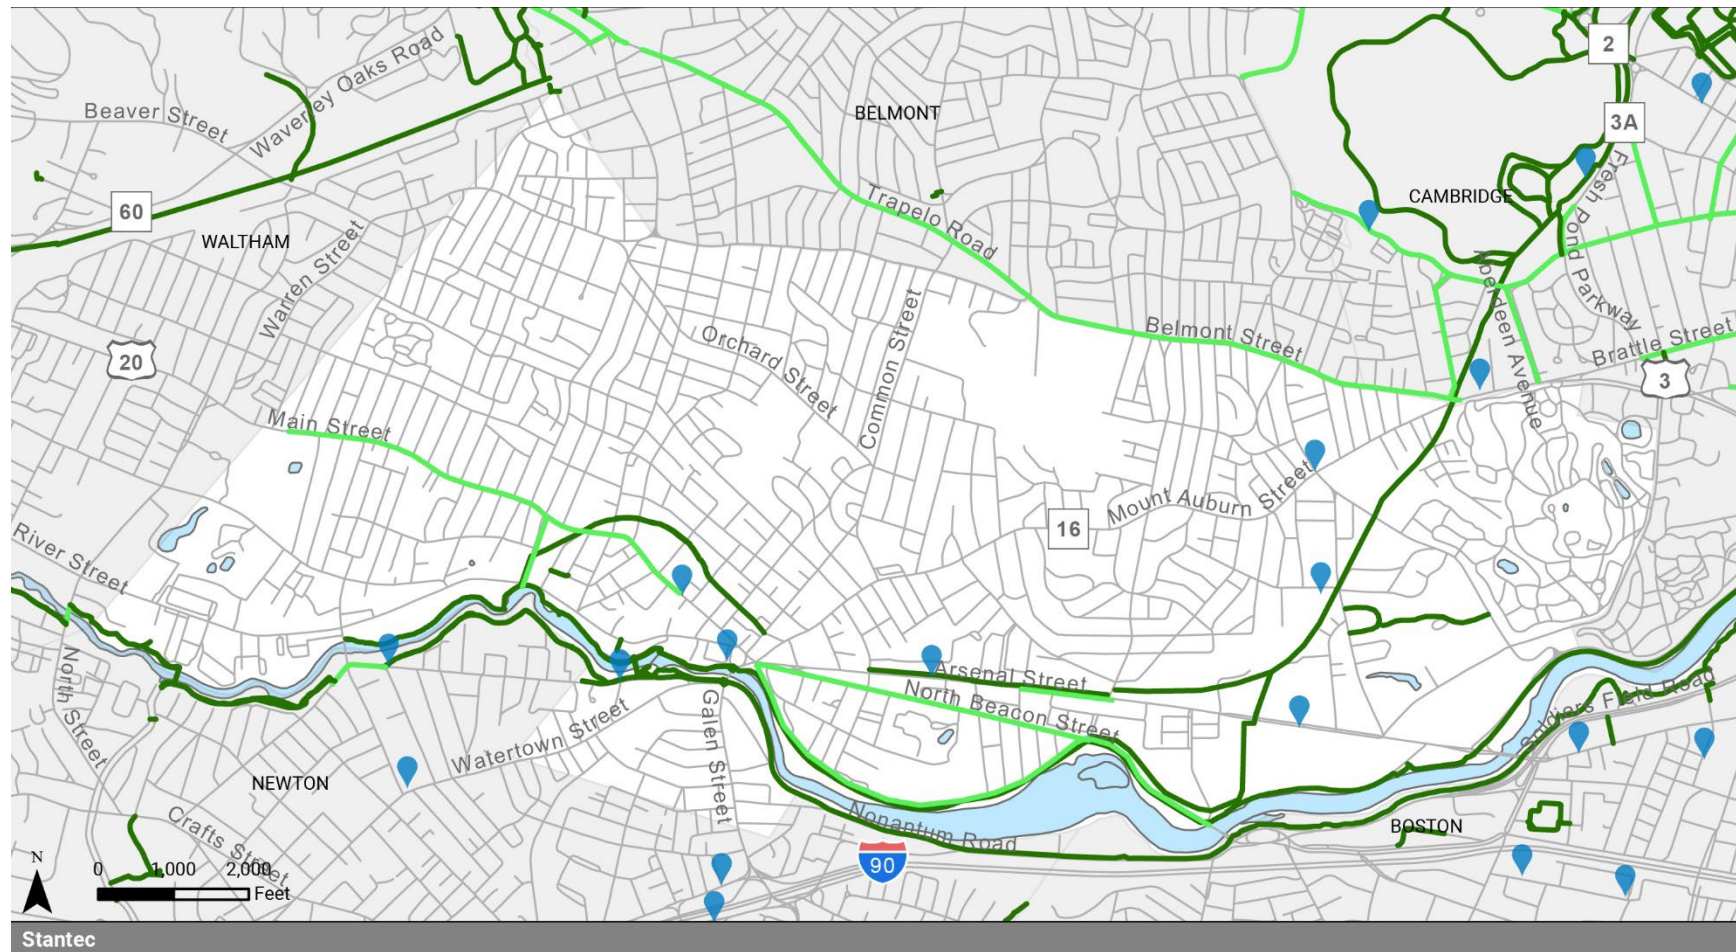 2
BELMONT
Beaver Street
Waverley Oaks Road
3A
Fresh Pond Parkway
CAMBRIDGE
60
WALTHAM
Warren Street
Trapelo Road
Aberdeen Avenue
Orchard Street
Common Street
Belmont Street
Brattle Street
20
3
Main Street
Mount Auburn Street
16
River Street
North Street
Arsenal Street
North Beacon Street
Galen Street
Watertown Street
Soldiers Field Road
NEWTON
Crafts Street
Nonantum Road
BOSTON
90
N
0 1,000 2,000
Feet
Stantec